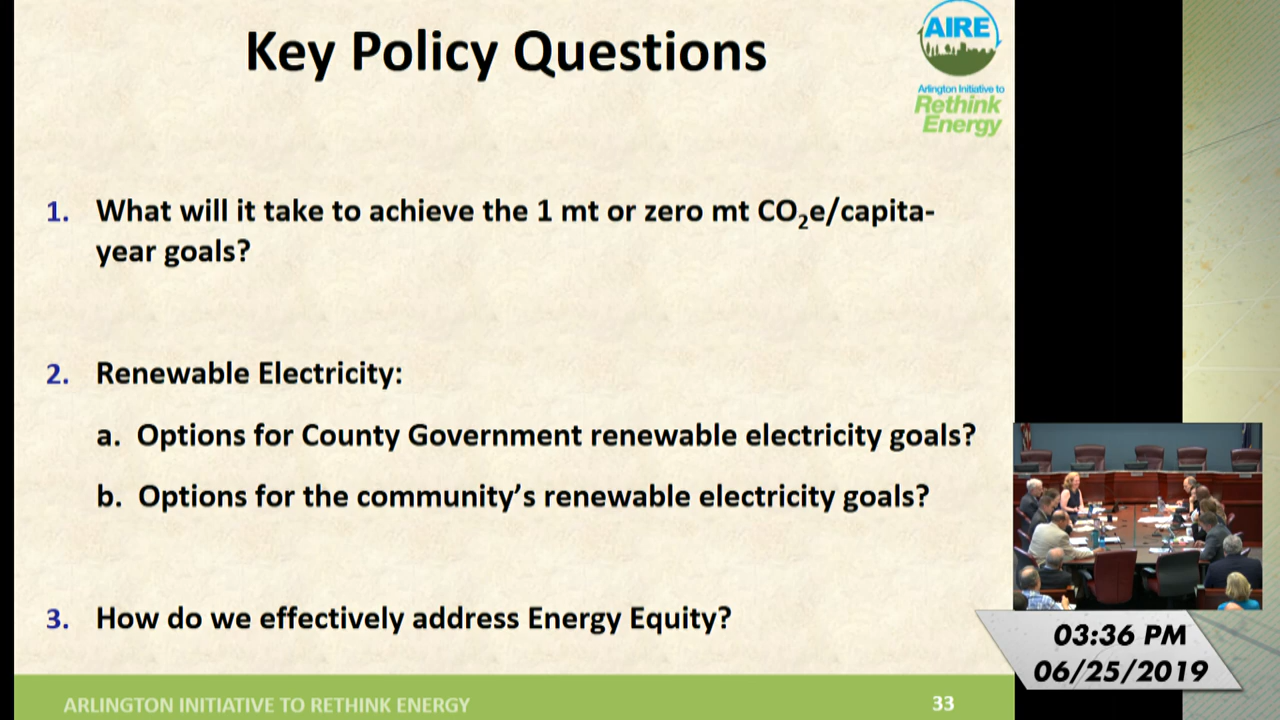 Key Policy Questions
AIRE
Arlington Initiative to
Rethink
Energy
1. What will it take to achieve the 1 mt or zero mt CO₂e/capita-
year goals?
2. Renewable Electricity:
a. Options for County Government renewable electricity goals?
b. Options for the community’s renewable electricity goals?
3. How do we effectively address Energy Equity?
ARLINGTON INITIATIVE TO RETHINK ENERGY
33
03:36 PM
06/25/2019